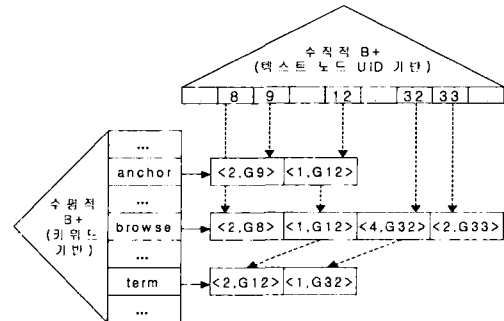 수직적 B+
(텍스트 노드 UID 기반)
8 9 12 32 33
...
anchor <2,G9> <1,G12>
...
수평적
B+
(키워드
기반)
browse <2,G8> <1,G12> <4,G32> <2,G33>
...
term <2,G12> <1,G32>
...